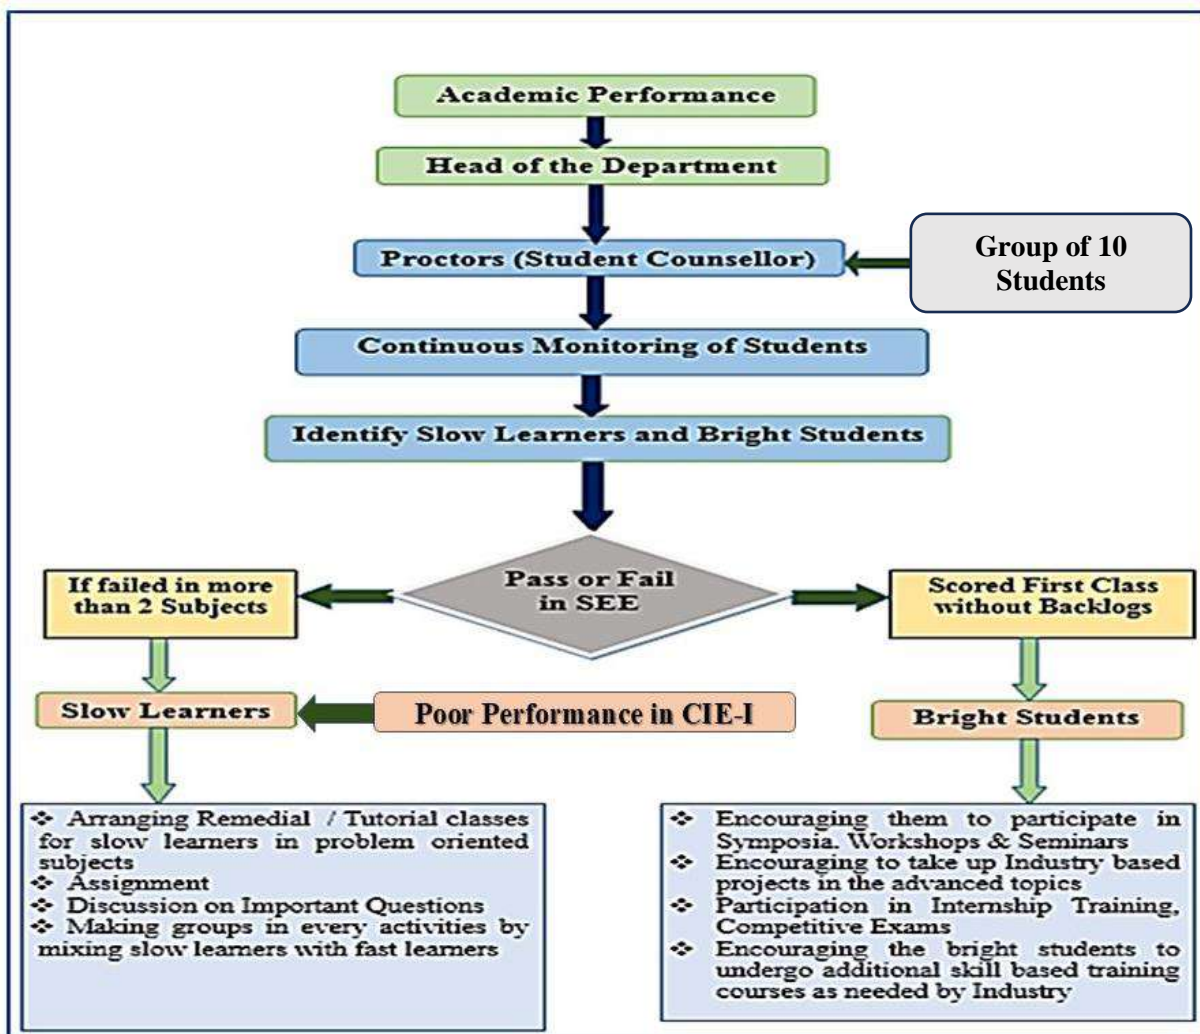 Academic Performance
Head of the Department
Proctors (Student Counsellor)
Group of 10
Students
Continuous Monitoring of Students
Identify Slow Learners and Bright Students
Pass or Fail
in SEE
If failed in more
than 2 Subjects
Scored First Class
without Backlogs
Slow Learners
Poor Performance in CIE-I
Bright Students
❖ Arranging Remedial / Tutorial classes
for slow learners in problem oriented
subjects
❖ Assignment
❖ Discussion on Important Questions
❖ Making groups in every activities by
mixing slow learners with fast learners
❖ Encouraging them to participate in
Symposia. Workshops & Seminars
❖ Encouraging to take up Industry based
projects in the advanced topics
❖ Participation in Internship Training,
Competitive Exams
❖ Encouraging the bright students to
undergo additional skill based training
courses as needed by Industry